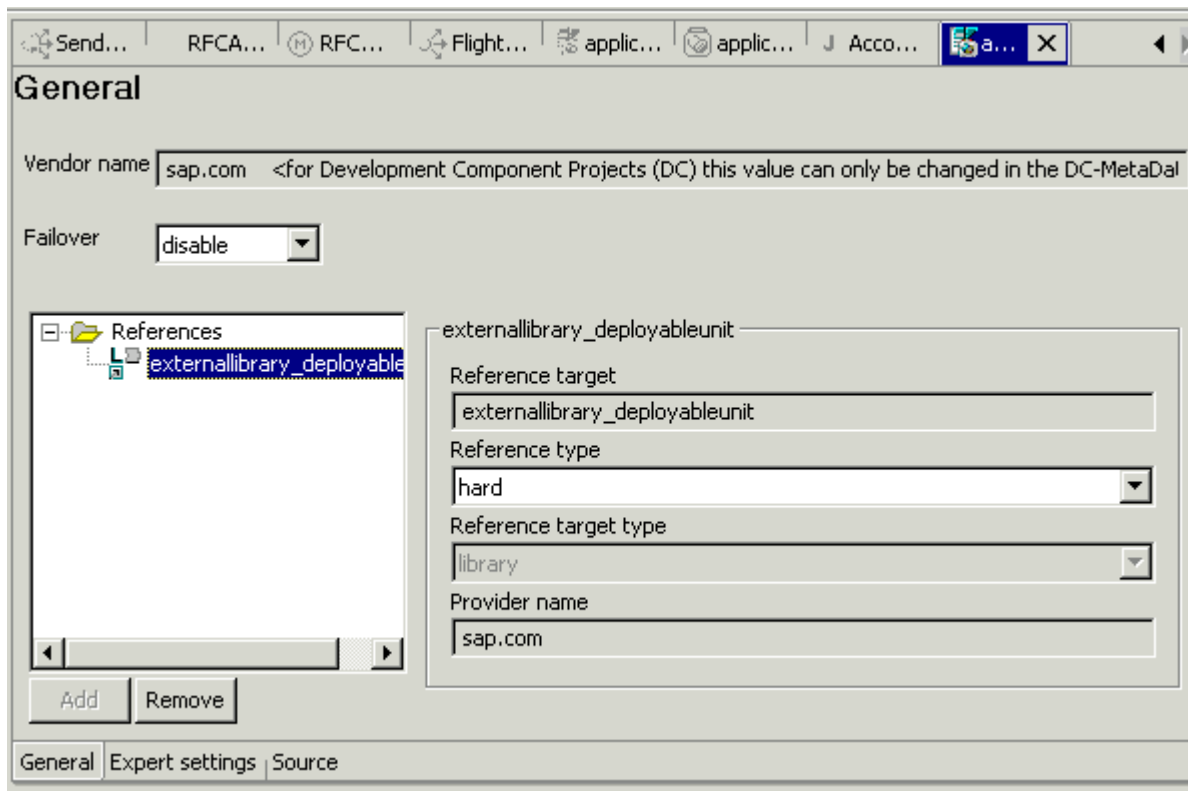 Send... RFCA... RFC... Flight... applic... applic... J Acco... a...
General
Vendor name sap.com <for Development Component Projects (DC) this value can only be changed in the DC-MetaDa
Failover disable
References
externallibrary_deployable
externallibrary_deployableunit
Reference target
externallibrary_deployableunit
Reference type
hard
Reference target type
library
Provider name
sap.com
Add Remove
General Expert settings Source